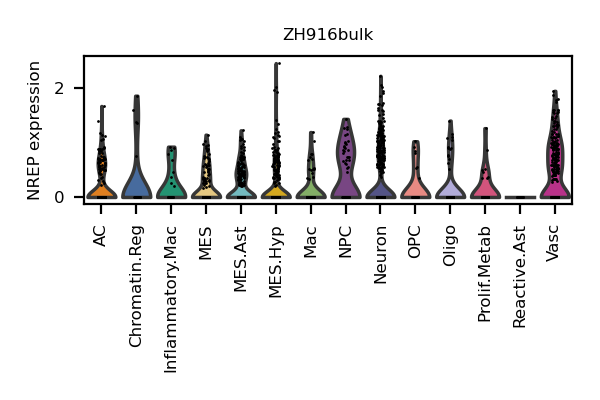 ZH916bulk
NREP expression
2
0
AC
Chromatin.Reg
Inflammatory.Mac
MES
MES.Ast
MES.Hyp
Mac
NPC
Neuron
OPC
Oligo
Prolif.Metab
Reactive.Ast
Vasc